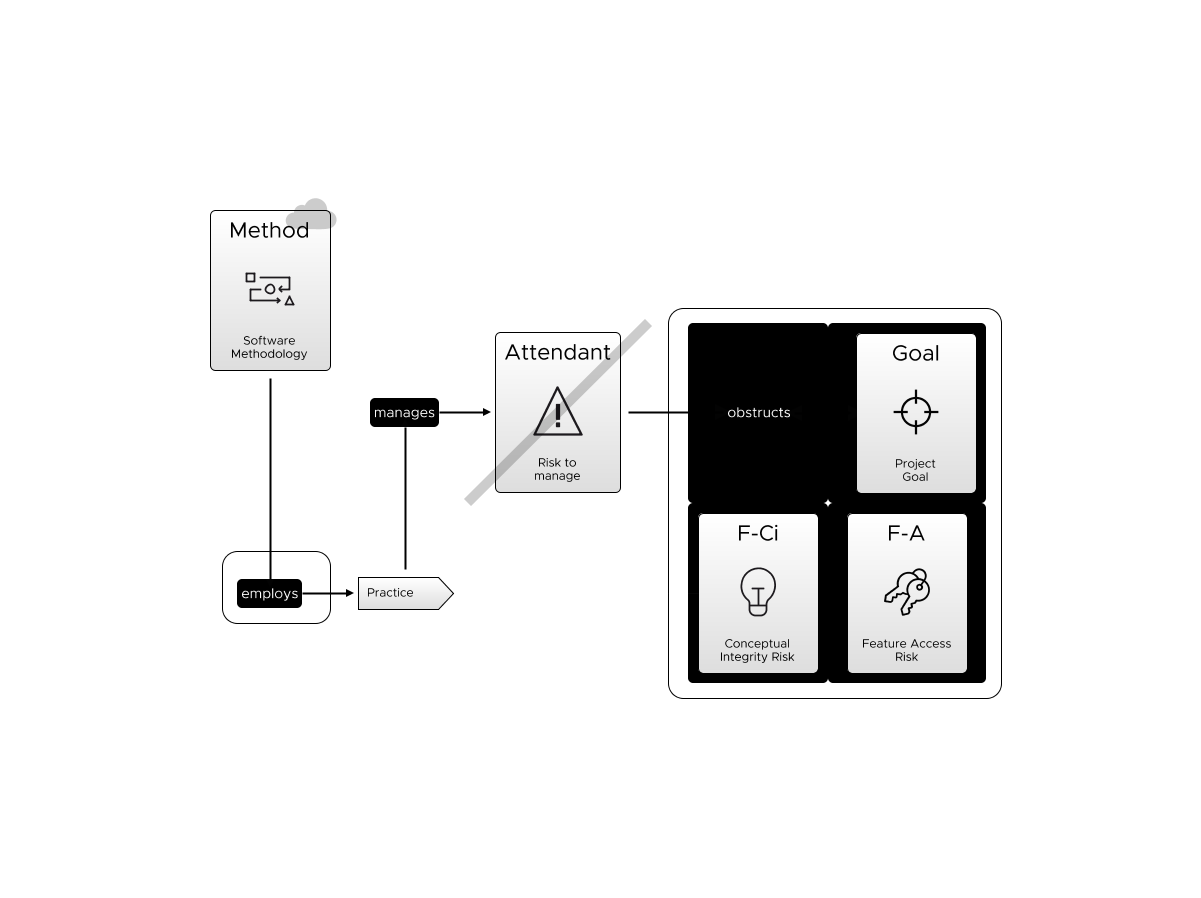 Method
Software
Methodology
employs
Practice
manages
Attendant
Risk to
manage
obstructs
Goal
Project
Goal
F-Ci
Conceptual
Integrity Risk
F-A
Feature Access
Risk